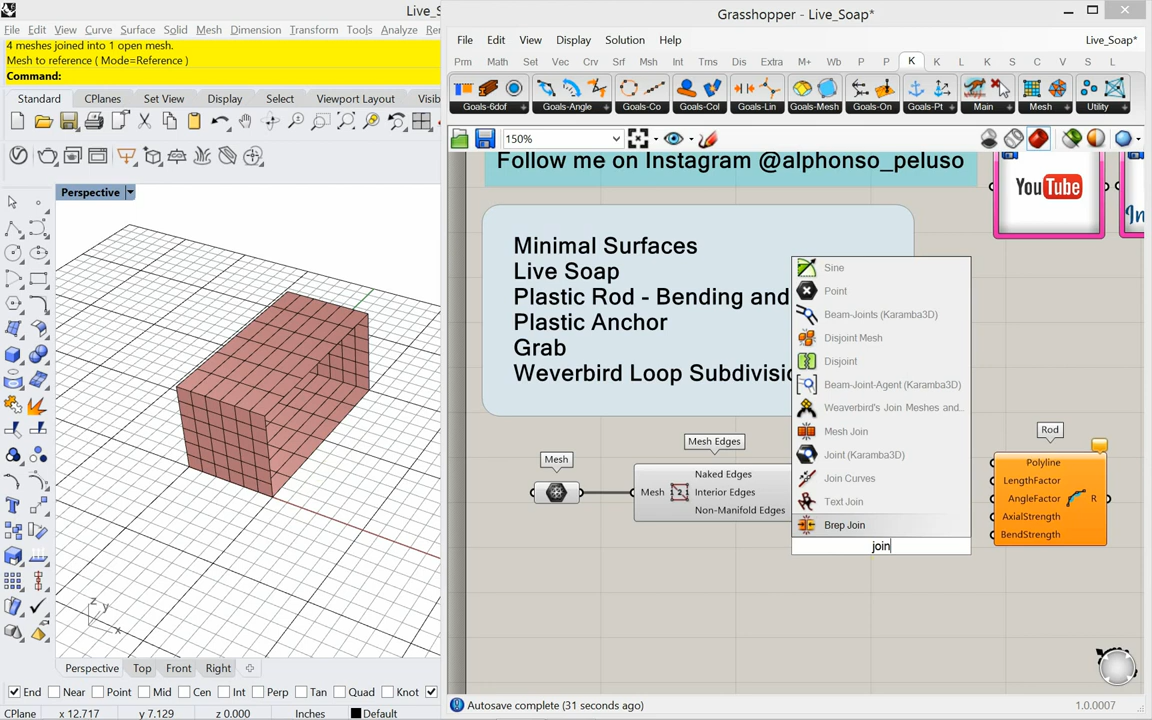 Live_S
File Edit View Curve Surface Solid Mesh Dimension Transform Tools Analyze Rend
4 meshes joined into 1 open mesh.
Mesh to reference ( Mode=Reference )
Command:
Standard CPlanes Set View Display Select Viewport Layout Visib
Perspective
z y
x
Perspective Top Front Right
End Near Point Mid Cen Int Perp Tan Quad Knot
CPlane x 12.717 y 7.129 z 0.000 Inches Default
Grasshopper - Live_Soap*
File Edit View Display Solution Help Live_Soap*
Prm Math Set Vec Crv Srf Msh Int Trns Dis Extra M+ Wb P P K K L K S C V S L
Goals-6dof Goals-Angle Goals-Co Goals-Col Goals-Lin Goals-Mesh Goals-On Goals-Pt Main Mesh Utility
150%
Follow me on Instagram @alphonso_peluso
You Tube
In
Minimal Surfaces
Live Soap
Plastic Rod - Bending and
Plastic Anchor
Grab
Weverbird Loop Subdivisio
Sine
Point
Beam-Joints (Karamba3D)
Disjoint Mesh
Disjoint
Beam-Joint-Agent (Karamba3D)
Weaverbird's Join Meshes and...
Mesh Join
Joint (Karamba3D)
Join Curves
Text Join
Brep Join
join
Mesh
Mesh Edges
Mesh
Naked Edges
Interior Edges
Non-Manifold Edges
Rod
Polyline
LengthFactor
AngleFactor R
AxialStrength
BendStrength
Autosave complete (31 seconds ago)
1.0.0007